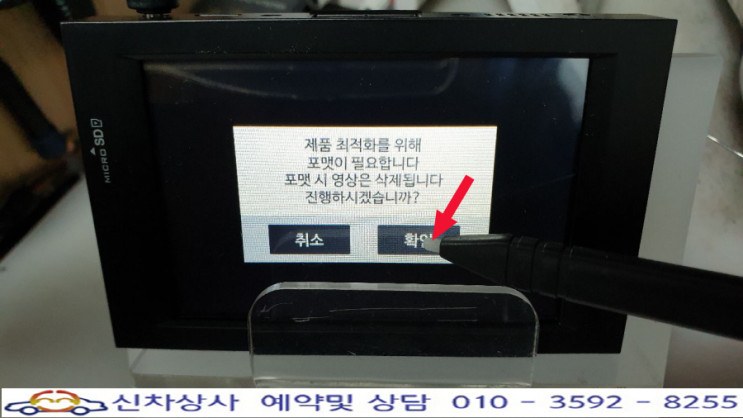 MICRO SD
제품 최적화를 위해
포맷이 필요합니다
포맷 시 영상은 삭제됩니다
진행하시겠습니까?
취소 확인
신차상사 예약및 상담 010 - 3592 - 8255